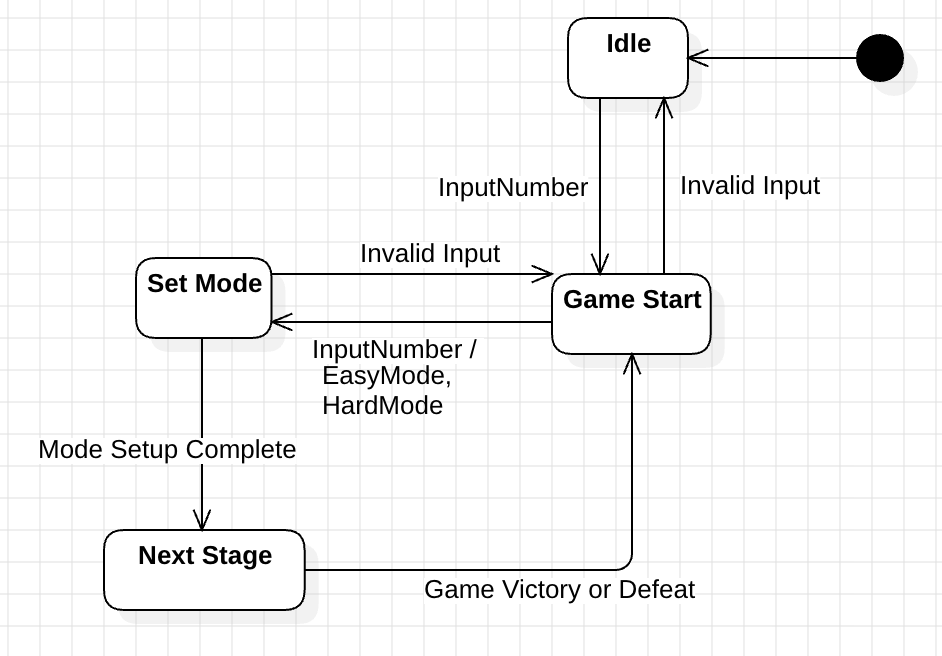 Idle
InputNumber
Invalid Input
Invalid Input
Set Mode
Game Start
InputNumber /
EasyMode,
HardMode
Mode Setup Complete
Next Stage
Game Victory or Defeat